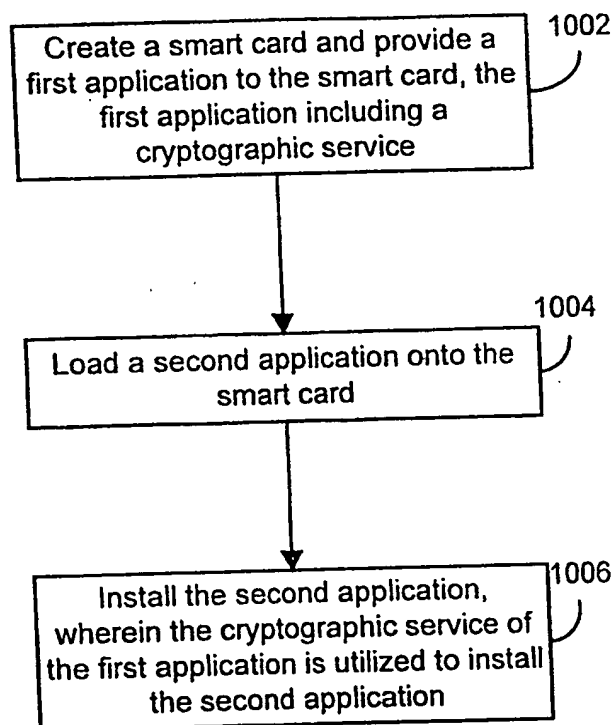 Create a smart card and provide a
first application to the smart card, the
first application including a
cryptographic service
1002
Load a second application onto the
smart card
1004
Install the second application,
wherein the cryptographic service of
the first application is utilized to install
the second application
1006